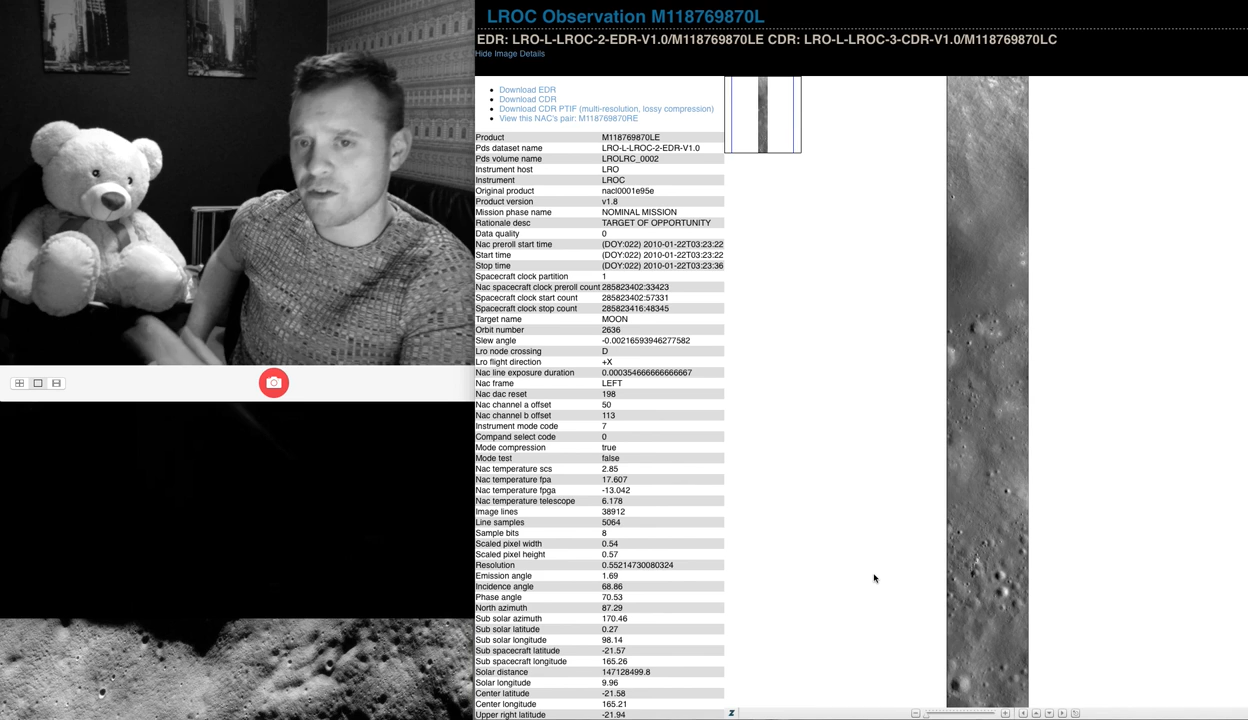 LROC Observation M118769870L
EDR: LRO-L-LROC-2-EDR-V1.0/M118769870LE CDR: LRO-L-LROC-3-CDR-V1.0/M118769870LC
Hide Image Details
Download EDR
Download CDR
Download CDR PTIF (multi-resolution, lossy compression)
View this NAC's pair: M118769870RE
Product M118769870LE
Pds dataset name LRO-L-LROC-2-EDR-V1.0
Pds volume name LROLRC_0002
Instrument host LRO
Instrument LROC
Original product nacl0001e95e
Product version v1.8
Mission phase name NOMINAL MISSION
Rationale desc TARGET OF OPPORTUNITY
Data quality 0
Nac preroll start time (DOY:022) 2010-01-22T03:23:22
Start time (DOY:022) 2010-01-22T03:23:22
Stop time (DOY:022) 2010-01-22T03:23:36
Spacecraft clock partition 1
Nac spacecraft clock preroll count 285823402:33423
Spacecraft clock start count 285823402:57331
Spacecraft clock stop count 285823416:48345
Target name MOON
Orbit number 2636
Slew angle -0.00216593946277582
Lro node crossing D
Lro flight direction +X
Nac line exposure duration 0.000354666666666667
Nac frame LEFT
Nac dac reset 198
Nac channel a offset 50
Nac channel b offset 113
Instrument mode code 7
Compand select code 0
Mode compression true
Mode test false
Nac temperature scs 2.85
Nac temperature fpa 17.607
Nac temperature fpga -13.042
Nac temperature telescope 6.178
Image lines 38912
Line samples 5064
Sample bits 8
Scaled pixel width 0.54
Scaled pixel height 0.57
Resolution 0.55214730080324
Emission angle 1.69
Incidence angle 68.86
Phase angle 70.53
North azimuth 87.29
Sub solar azimuth 170.46
Sub solar latitude 0.27
Sub solar longitude 98.14
Sub spacecraft latitude -21.57
Sub spacecraft longitude 165.26
Solar distance 147128499.8
Solar longitude 9.96
Center latitude -21.58
Center longitude 165.21
Upper right latitude -21.94
Z